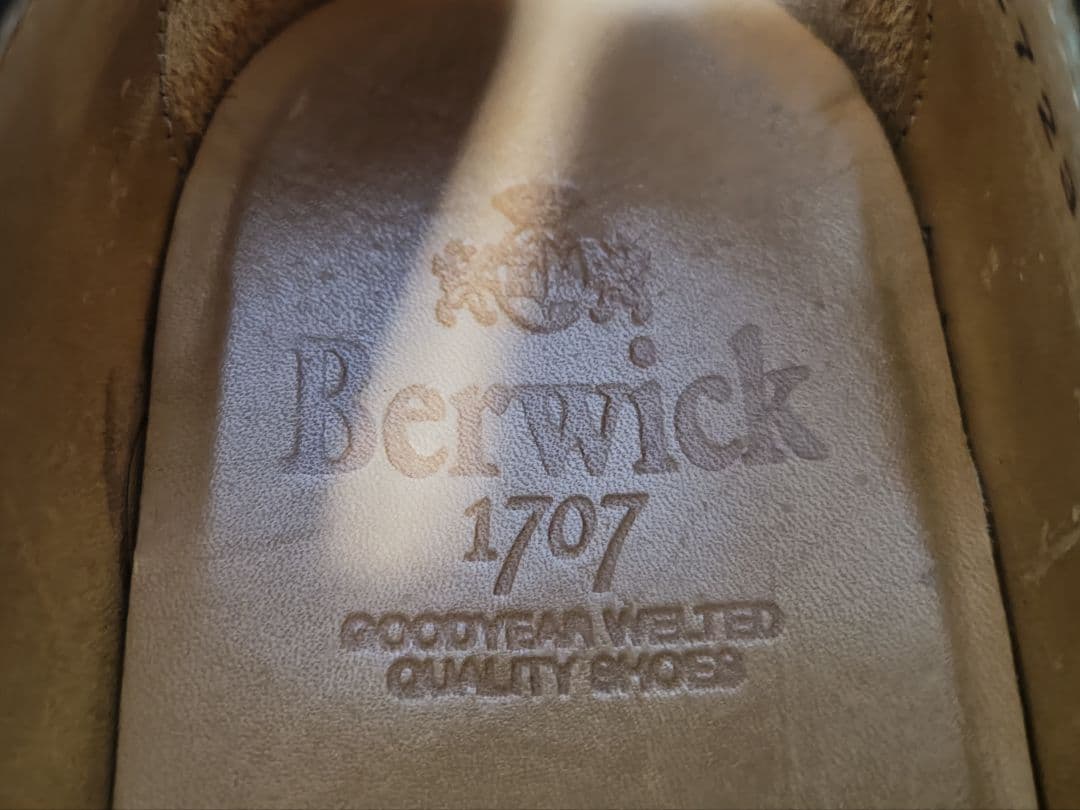 Berwick
1707
GOODYEAR WELTED
QUALITY SHOES